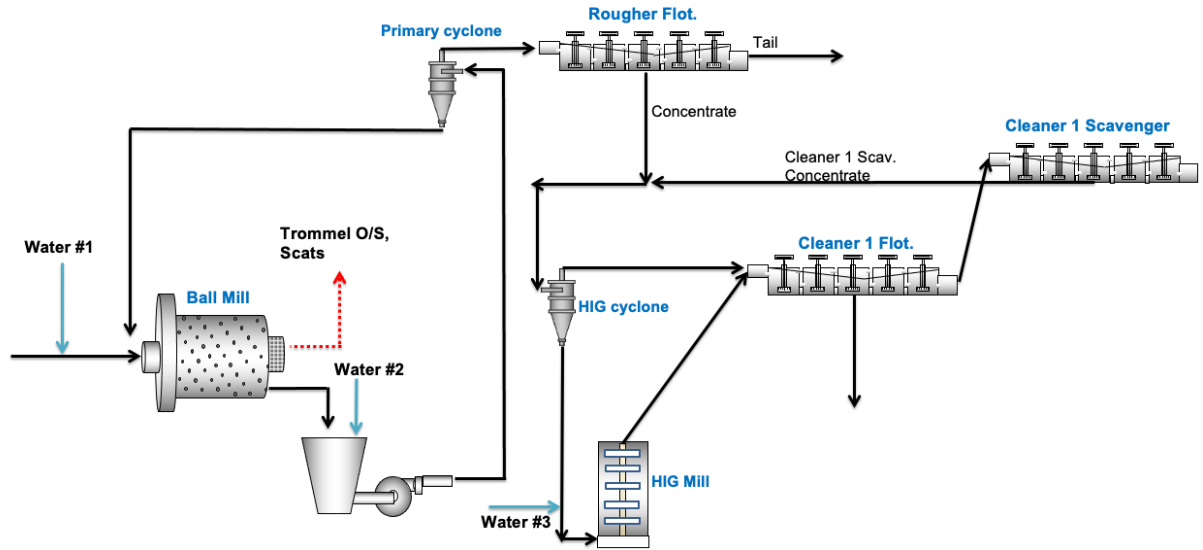 Rougher Flot.
Primary cyclone
Tail
Concentrate
Cleaner 1 Scavenger
Cleaner 1 Scav.
Concentrate
Water #1
Trommel O/S,
Scats
Cleaner 1 Flot.
Ball Mill
HIG cyclone
Water #2
HIG Mill
Water #3